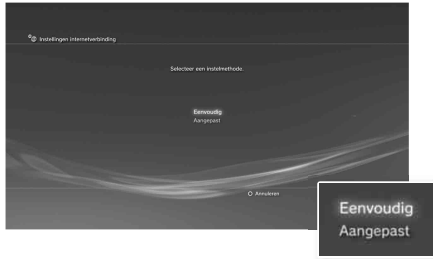 Instellingen internetverbinding
Selecteer een instelmethode.
Eenvoudig
Aangepast
Annuleren
Eenvoudig
Aangepast